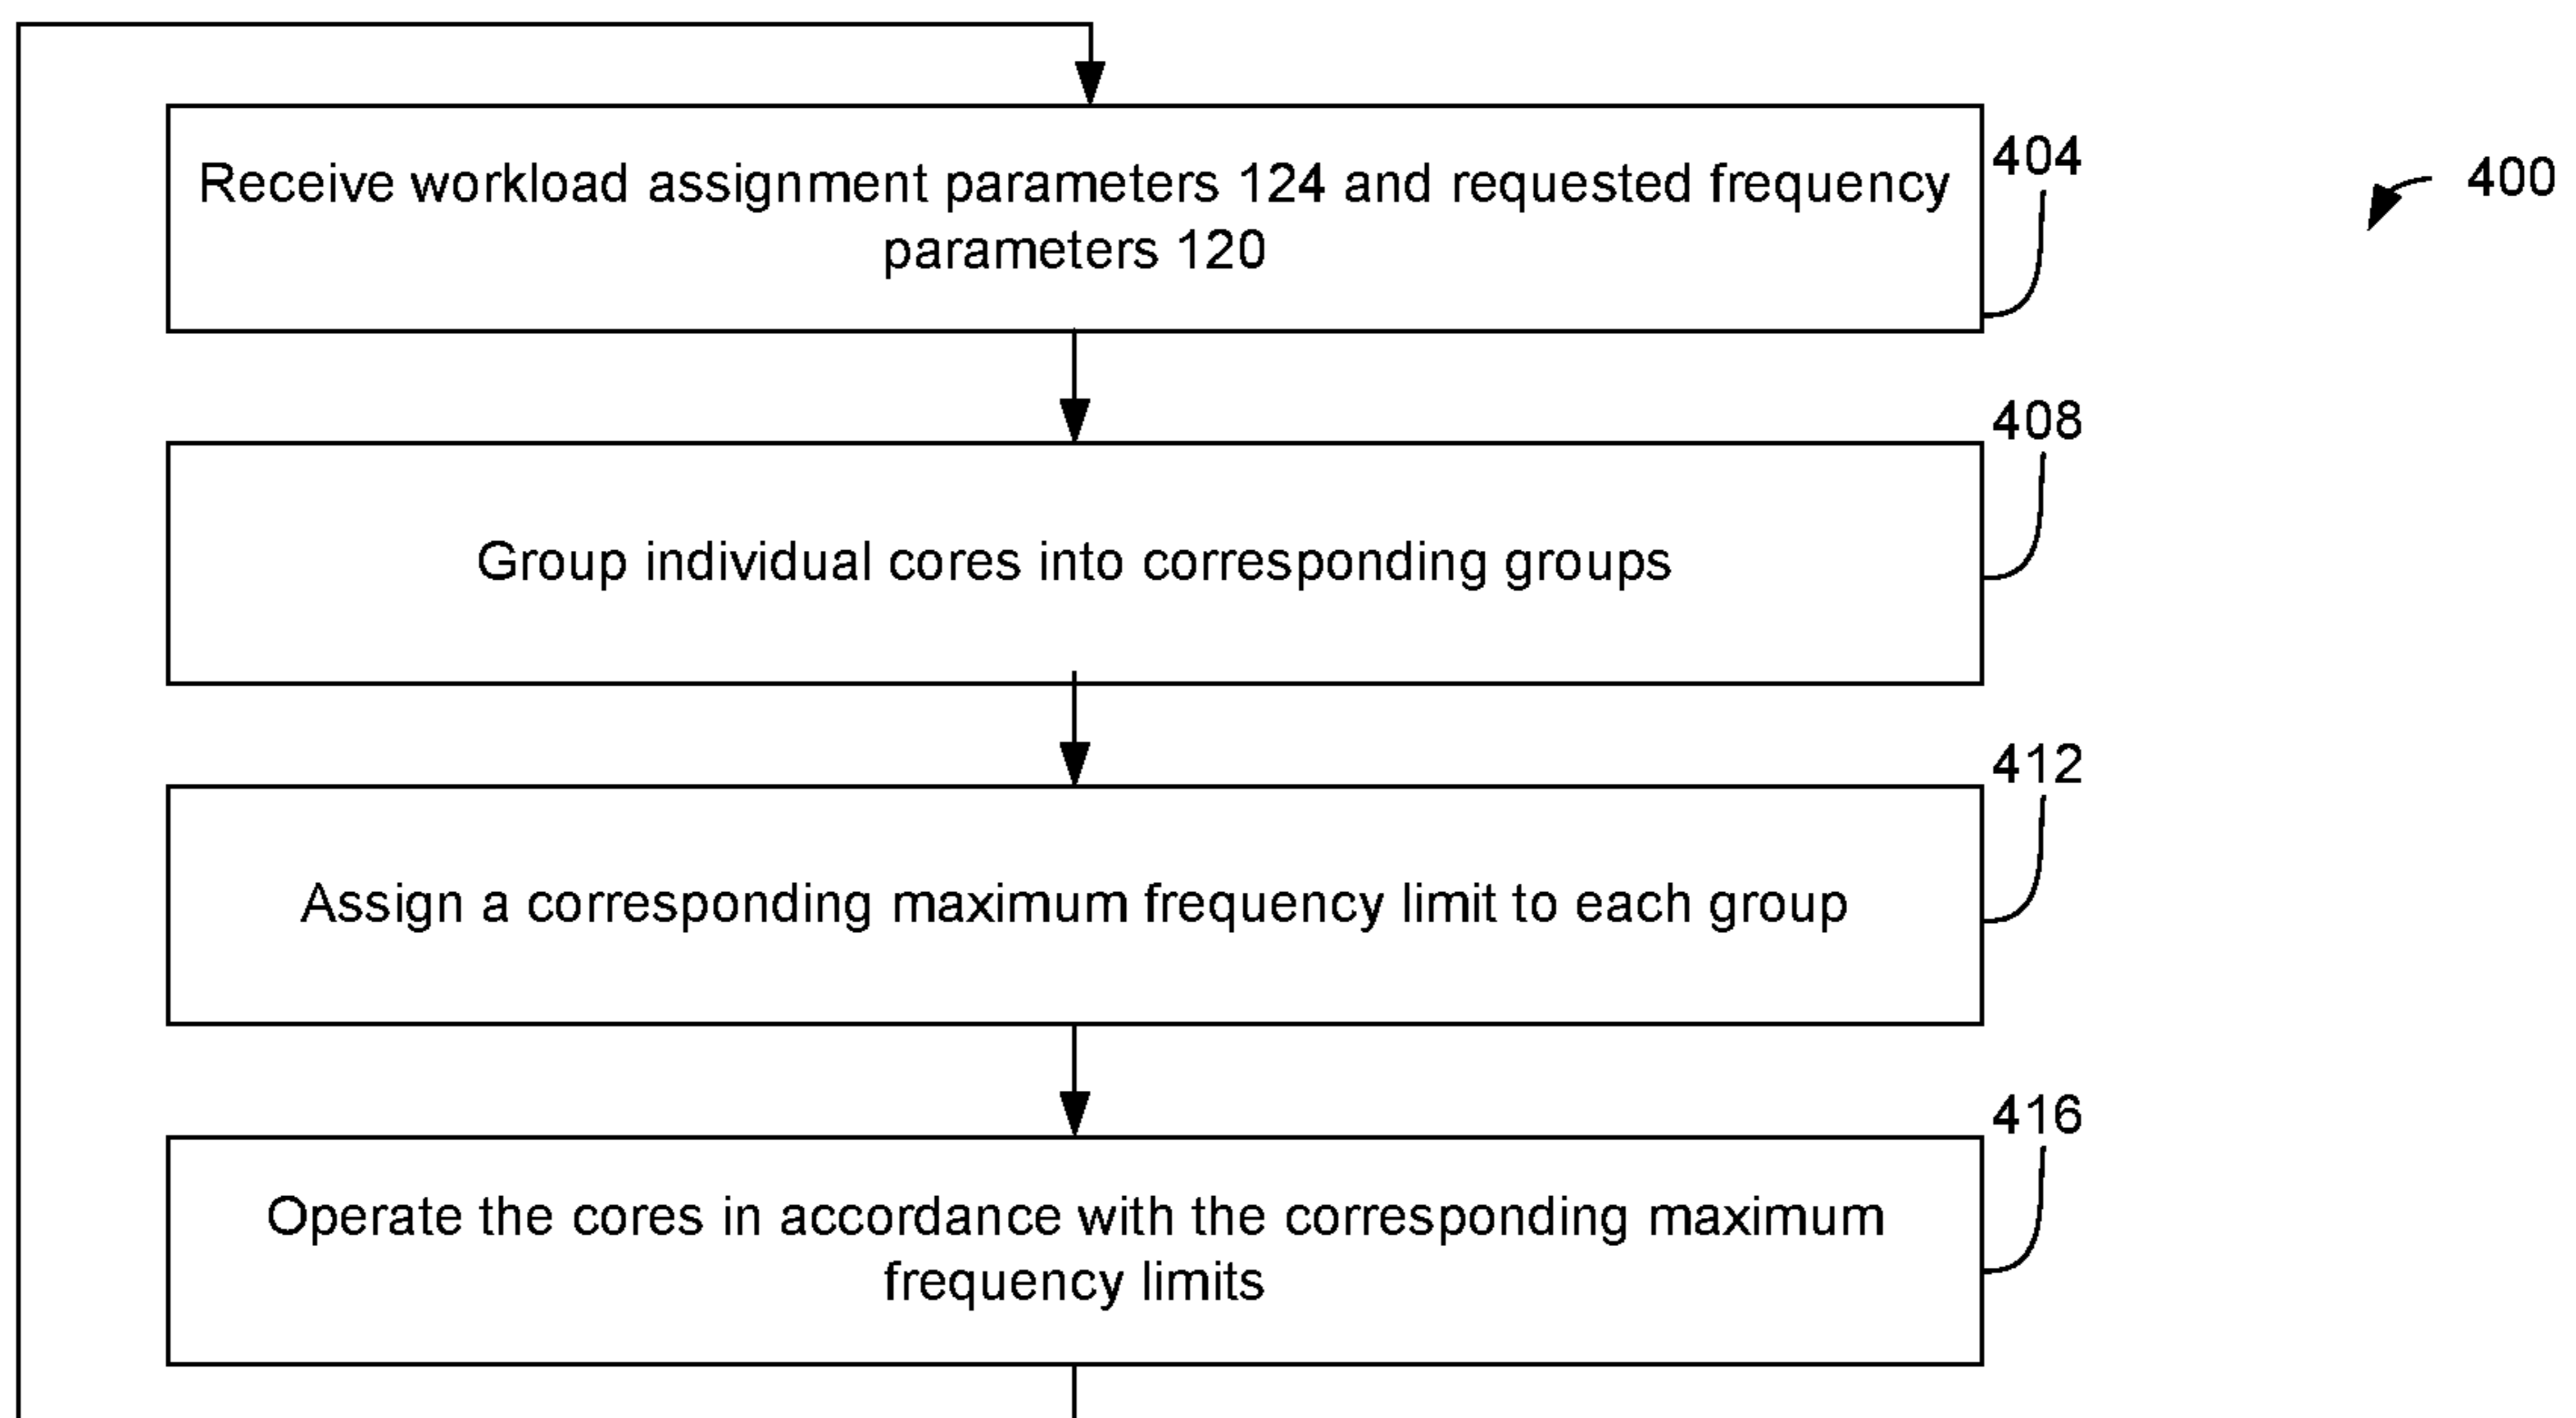 Receive workload assignment parameters 124 and requested frequency
parameters 120
404
400
Group individual cores into corresponding groups
408
Assign a corresponding maximum frequency limit to each group
412
Operate the cores in accordance with the corresponding maximum
frequency limits
416